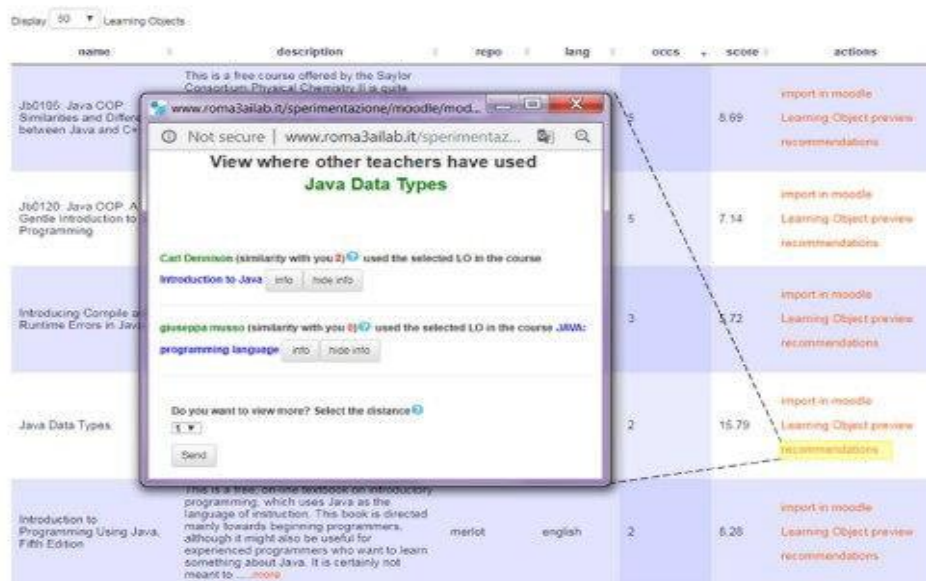 Display 50 Learning Objects
name description repo lang occs score actions
This is a free course offered by the Saylor
Consortium Physical Chemistry II is quite
Jb0105: Java OOP:
Similarities and Differe
between Java and C+
5 8.69
import in moodle
Learning Object preview
recommendations
www.roma3ailab.it/sperimentazione/moodle/mod...
Not secure | www.roma3ailab.it/sperimentaz...
View where other teachers have used
Java Data Types
Jb0120: Java OOP: A
Gentle Introduction to
Programming
5 7.14
import in moodle
Learning Object preview
recommendations
Carl Dennison (similarity with you 2) used the selected LO in the course
Introduction to Java info hide info
Introducing Compile a
Runtime Errors in Java
3 5.72
import in moodle
Learning Object preview
recommendations
giuseppa musso (similarity with you 0) used the selected LO in the course JAVA:
programming language info hide info
Do you want to view more? Select the distance
1
Send
Java Data Types
2 15.79
import in moodle
Learning Object preview
recommendations
This is a free, on-line textbook on introductory
programming, which uses Java as the
language of instruction. This book is directed
mainly towards beginning programmers,
although it might also be useful for
experienced programmers who want to learn
something about Java. It is certainly not
meant to .....more
Introduction to
Programming Using Java,
Fifth Edition
merlot english 2 8.28
import in moodle
Learning Object preview
recommendations